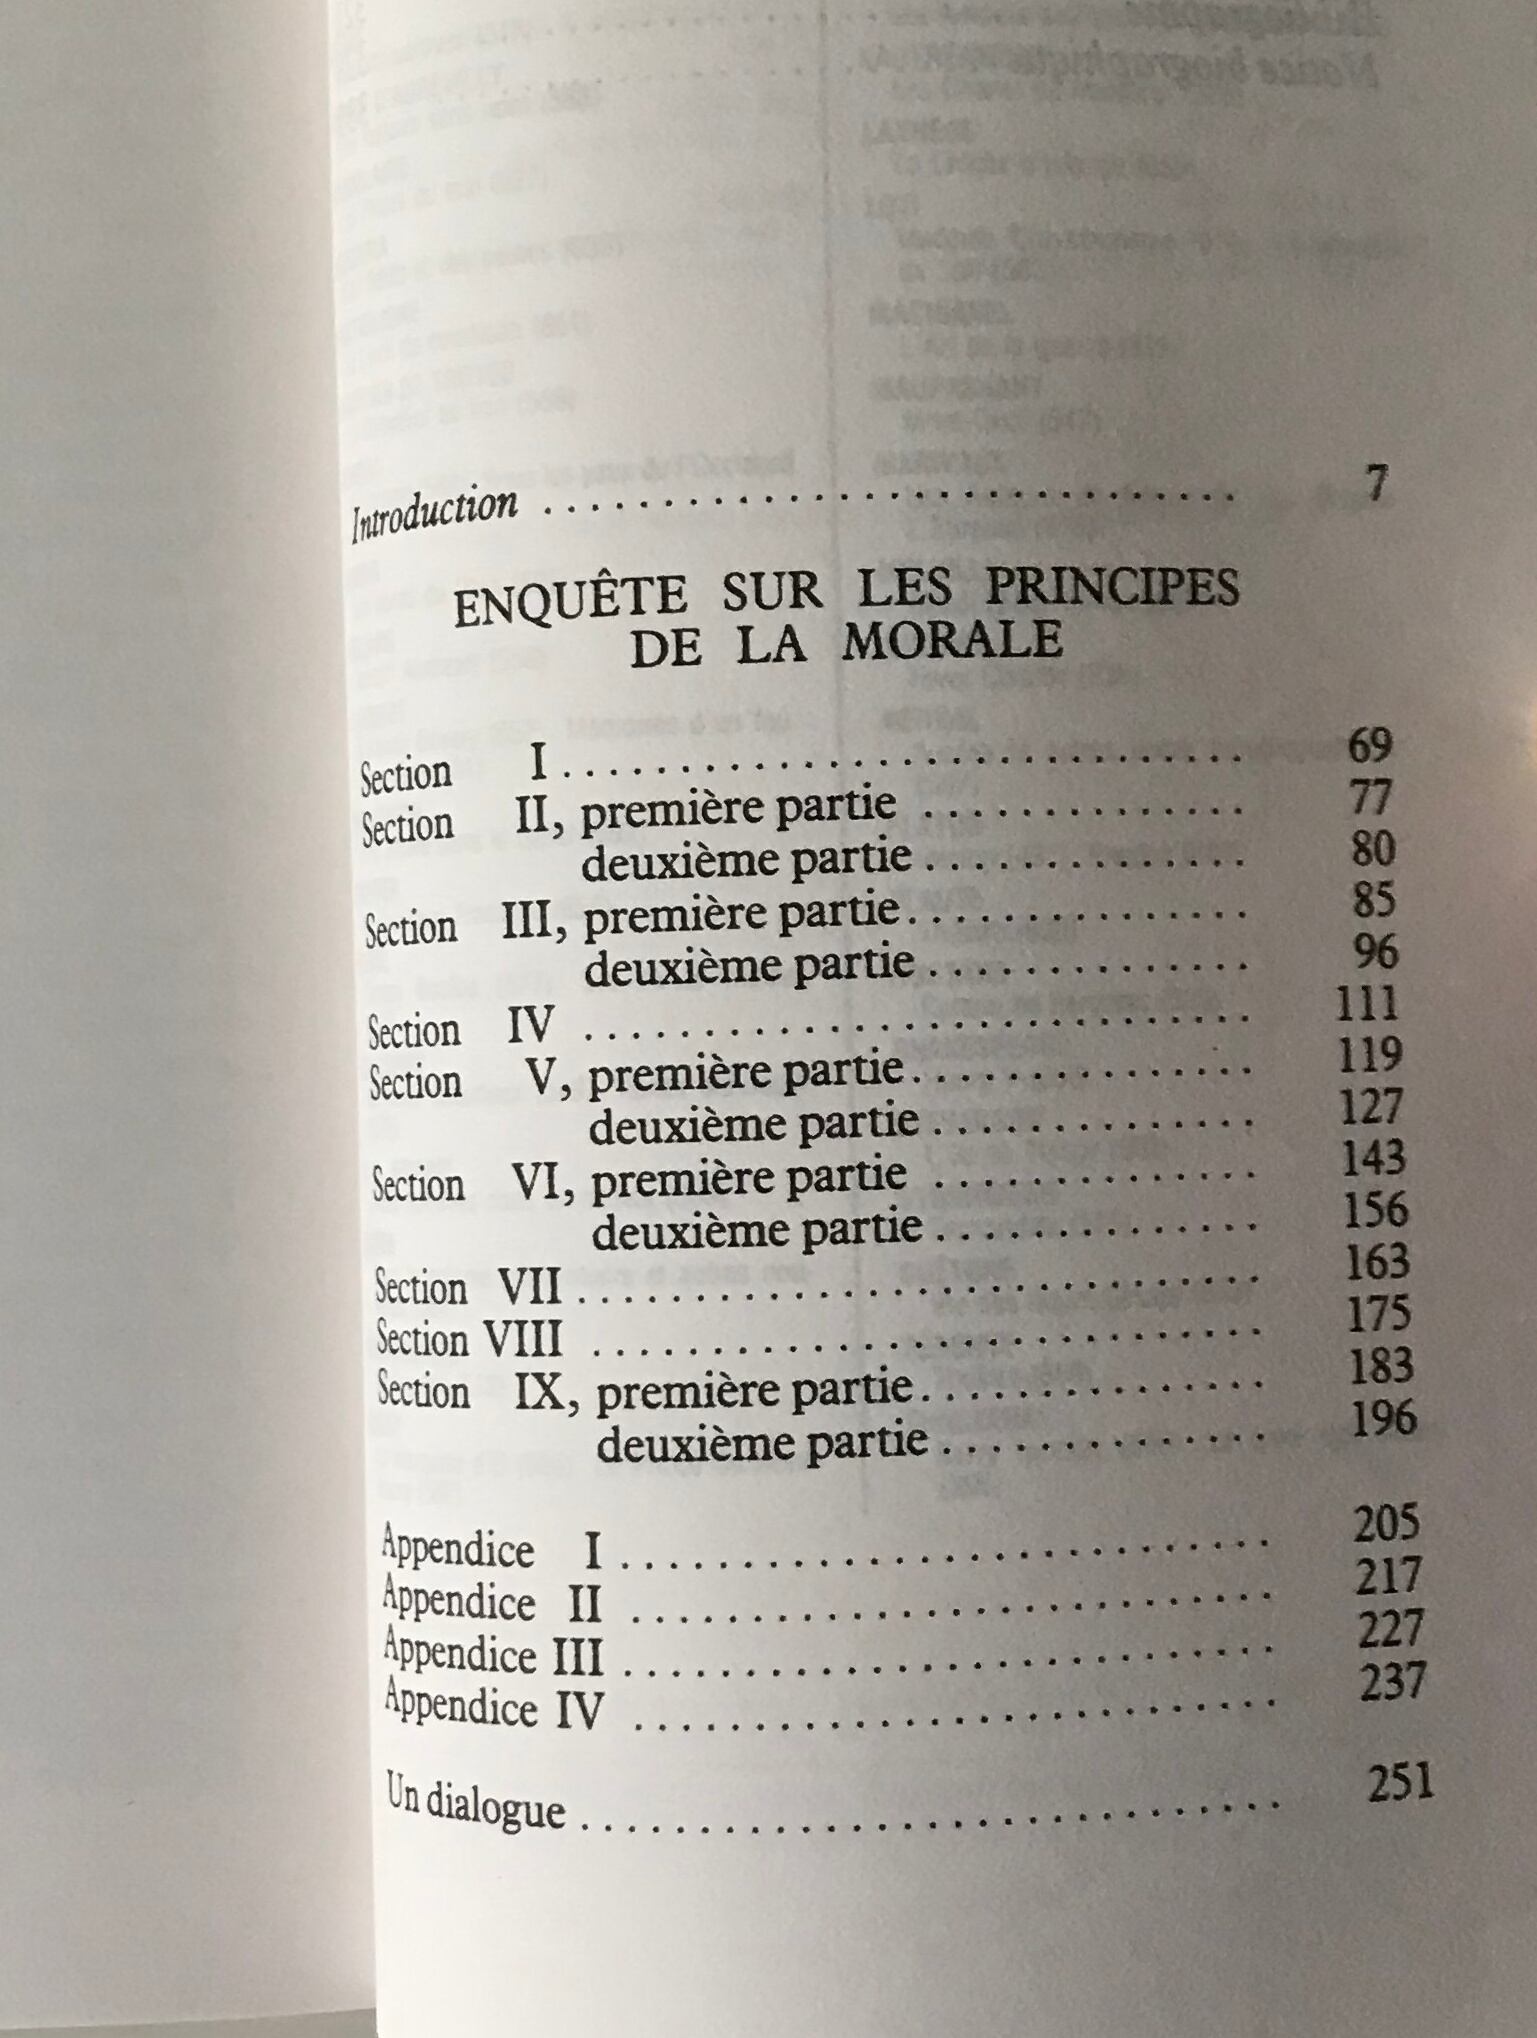 Introduction .............................. 7
ENQUÊTE SUR LES PRINCIPES
DE LA MORALE
Section I .............................. 69
Section II, première partie .............. 77
deuxième partie .............. 80
Section III, première partie ............... 85
deuxième partie .............. 96
Section IV ............................. 111
Section V, première partie ............... 119
deuxième partie .............. 127
Section VI, première partie .............. 143
deuxième partie .............. 156
Section VII .............................. 163
Section VIII ............................. 175
Section IX, première partie ............... 183
deuxième partie .............. 196
Appendice I ............................ 205
Appendice II ........................... 217
Appendice III ............................ 227
Appendice IV ........................... 237
Un dialogue .............................. 251